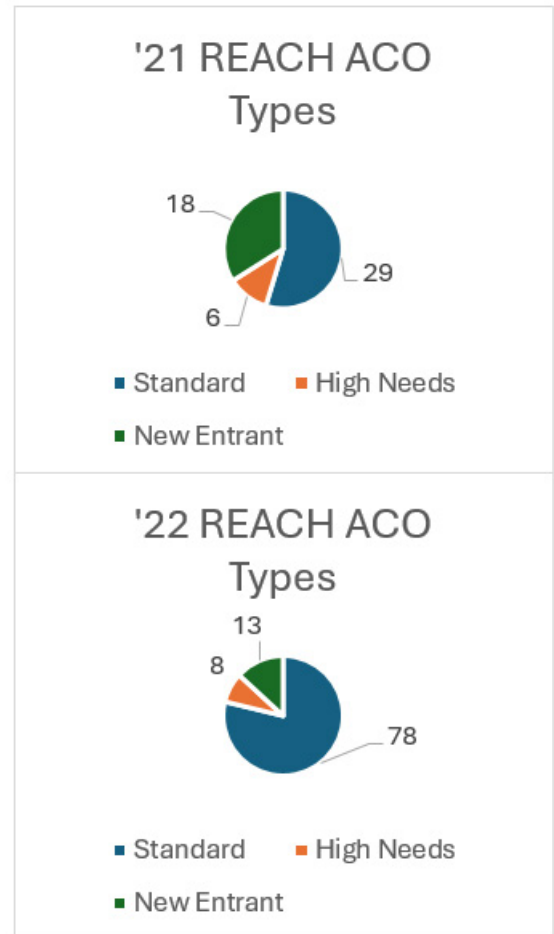 '21 REACH ACO
Types
18
29
6
Standard High Needs
New Entrant
'22 REACH ACO
Types
13
8
78
Standard High Needs
New Entrant